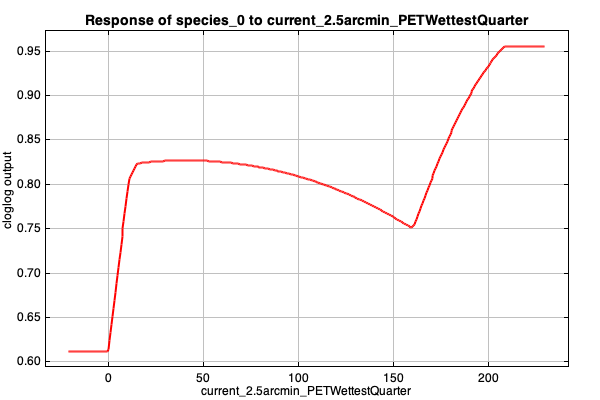 Response of species_0 to current_2.5arcmin_PETWettestQuarter
0.95
0.90
0.85
0.80
0.75
0.70
0.65
0.60
cloglog output
0 50 100 150 200
current_2.5arcmin_PETWettestQuarter